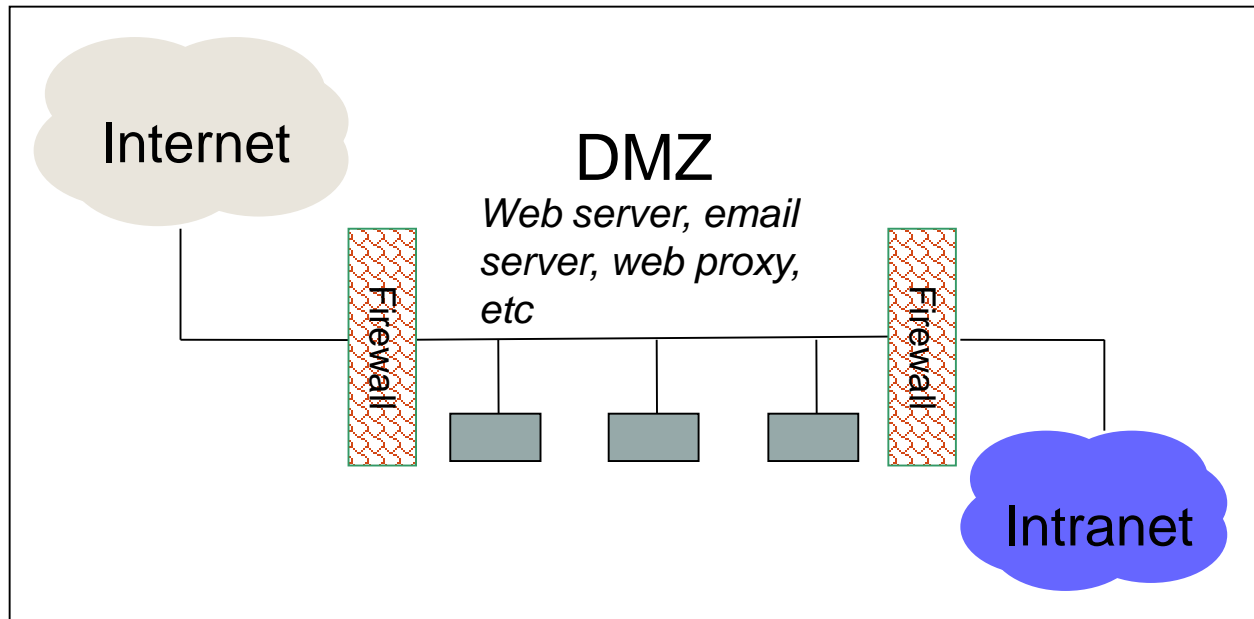 Internet
DMZ
Web server, email
server, web proxy,
etc
Firewall
Firewall
Intranet